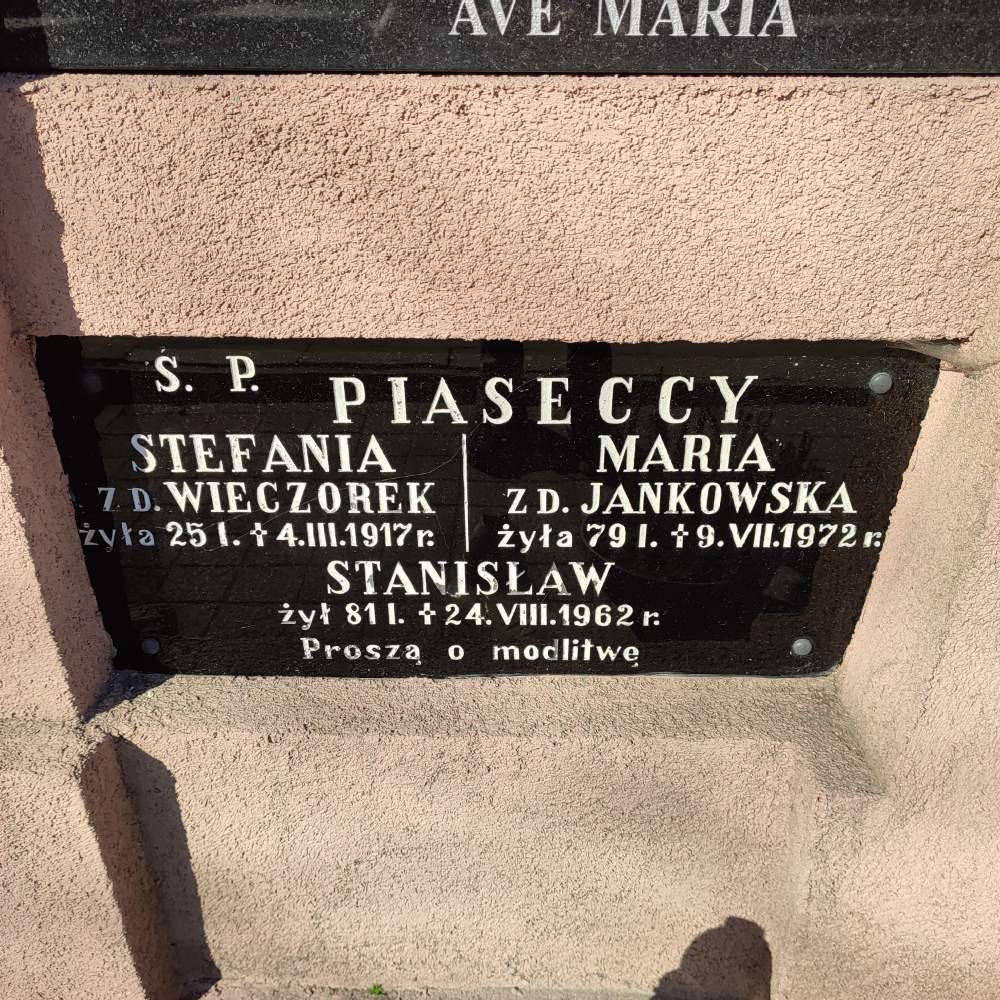 AVE MARIA
Ś. P.
PIASECCY
STEFANIA
Z D. WIECZOREK
żyła 25 l. ✝ 4.III.1917 r.
MARIA
Z D. JANKOWSKA
żyła 79 l. ✝ 9.VII.1972 r.
STANISŁAW
żył 81 l. ✝ 24.VIII.1962 r.
Proszą o modlitwę